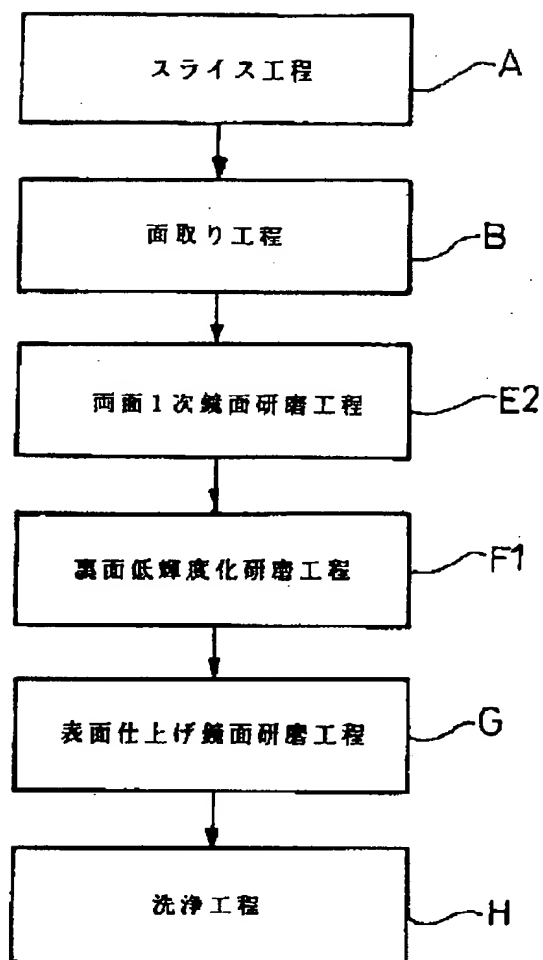 スライス工程
A
面取り工程
B
両面1次鏡面研磨工程
E2
裏面低輝度化研磨工程
F1
表面仕上げ鏡面研磨工程
G
洗浄工程
H